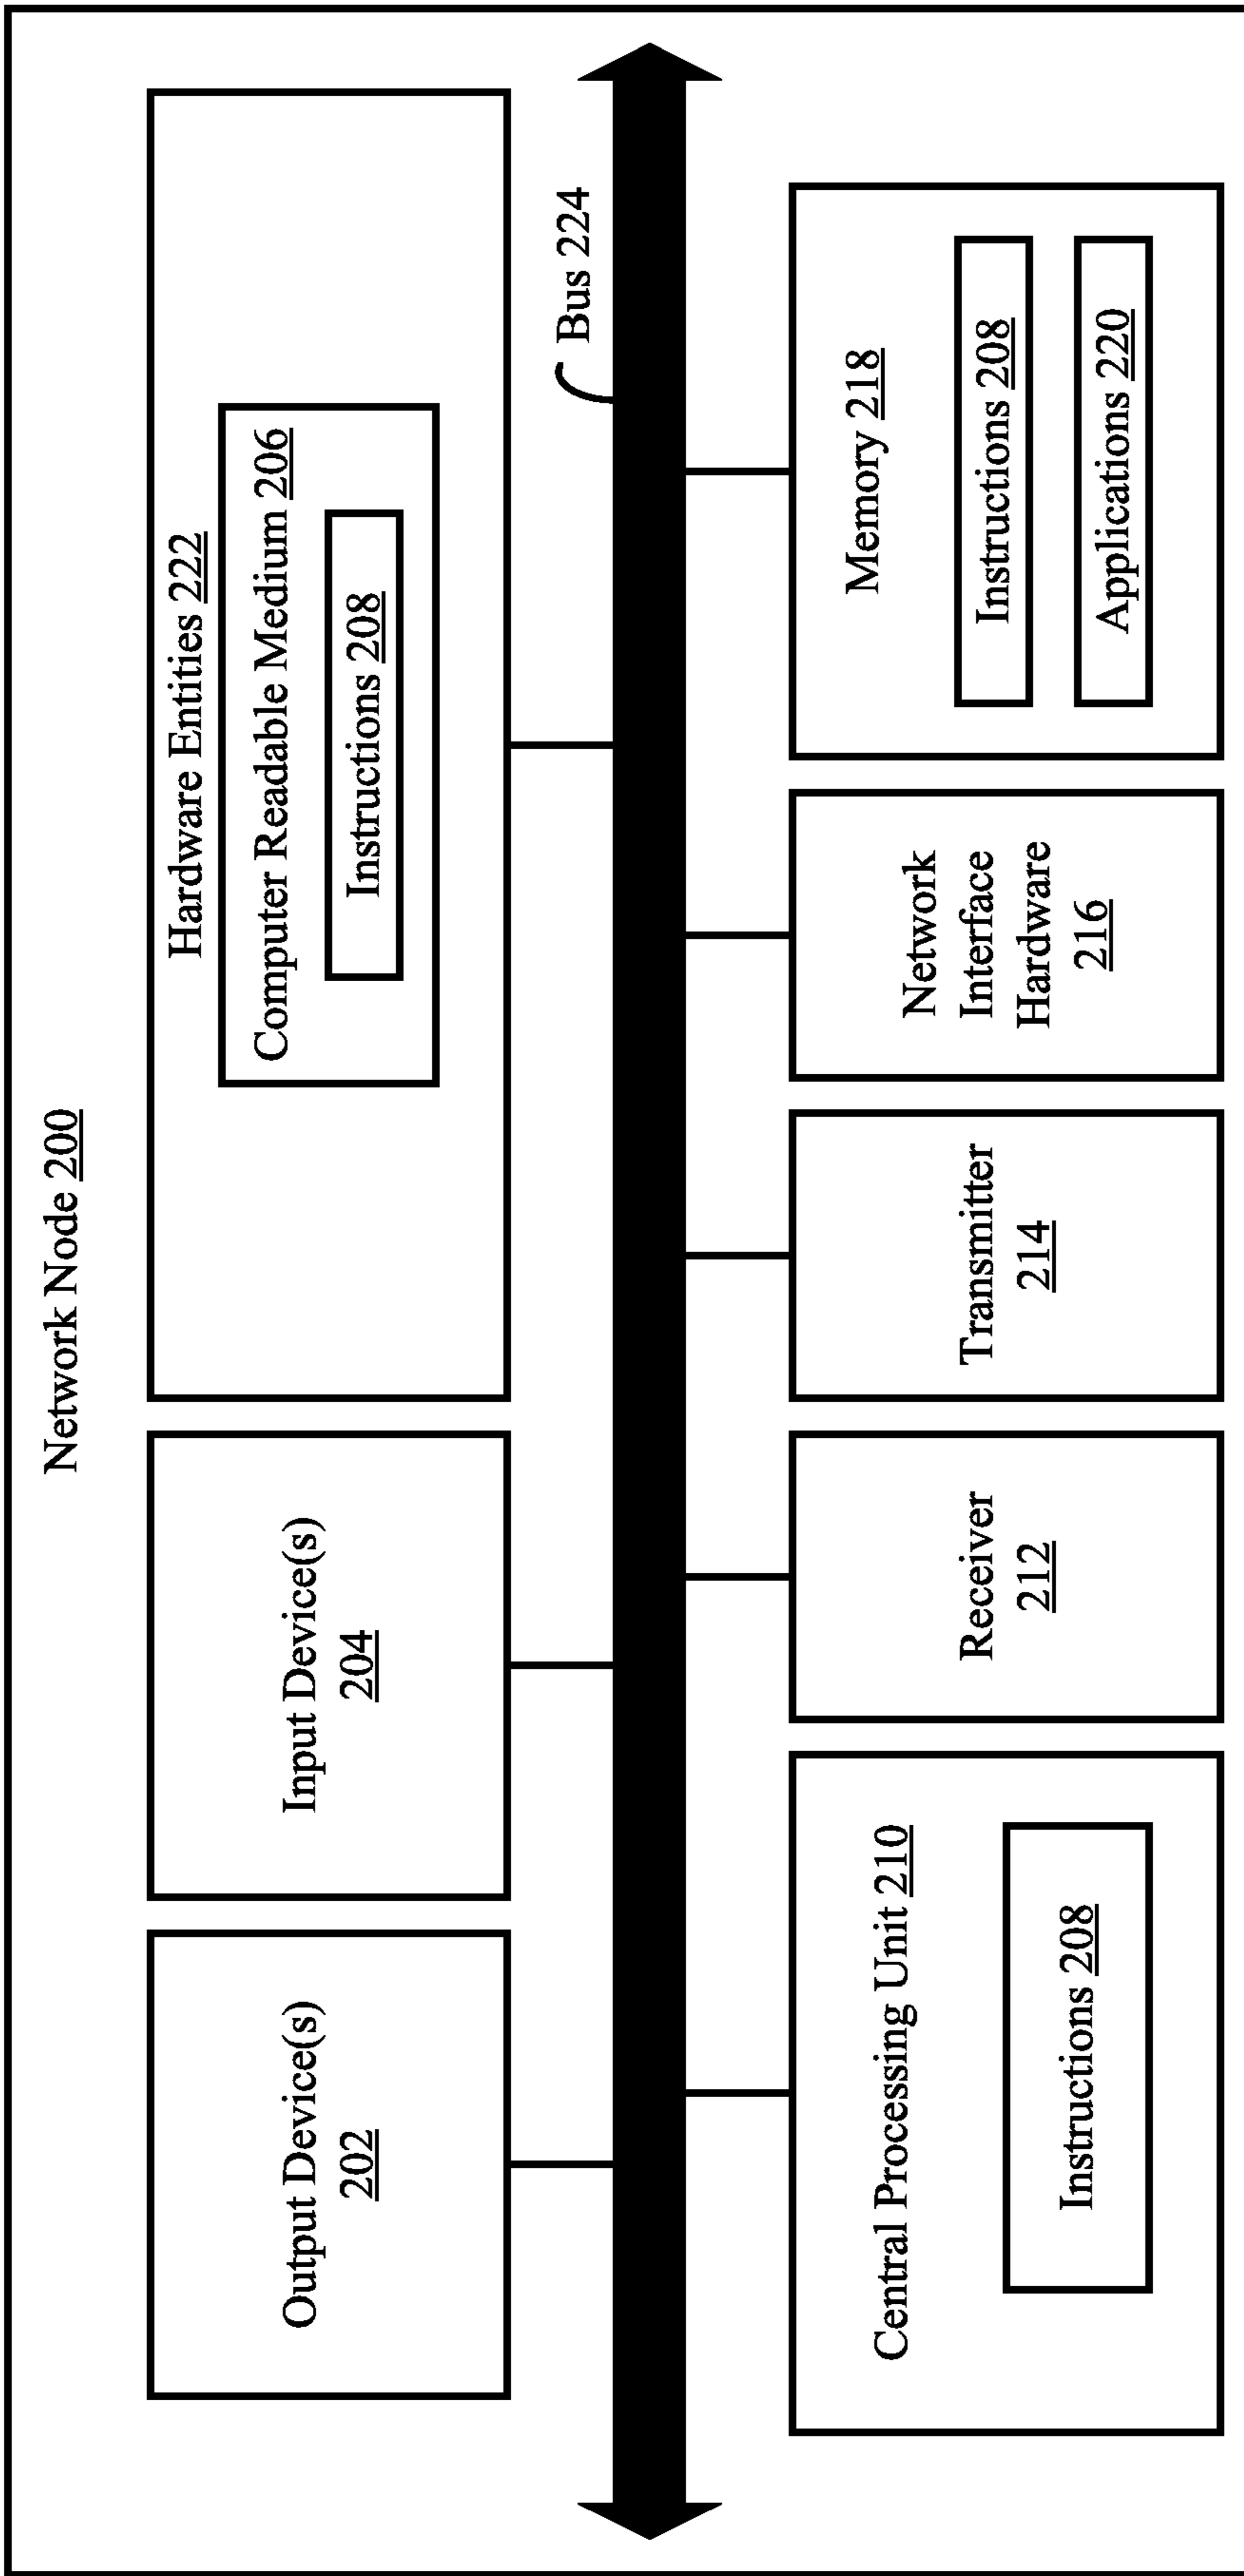 Network Node 200
Output Device(s)
202
Input Device(s)
204
Hardware Entities 222
Computer Readable Medium 206
Instructions 208
Bus 224
Central Processing Unit 210
Instructions 208
Receiver
212
Transmitter
214
Network
Interface
Hardware
216
Memory 218
Instructions 208
Applications 220